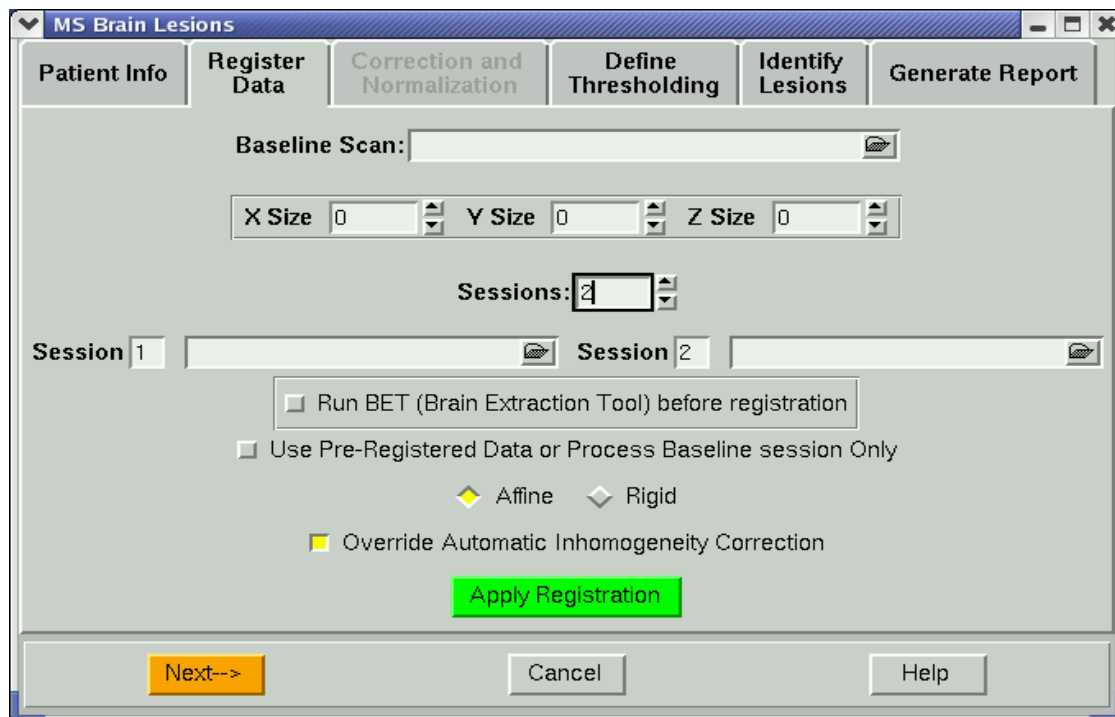 MS Brain Lesions
Patient Info
Register Data
Correction and Normalization
Define Thresholding
Identify Lesions
Generate Report
Baseline Scan:
X Size 0 Y Size 0 Z Size 0
Sessions: 2
Session 1 Session 2
Run BET (Brain Extraction Tool) before registration
Use Pre-Registered Data or Process Baseline session Only
Affine Rigid
Override Automatic Inhomogeneity Correction
Apply Registration
Next--> Cancel Help